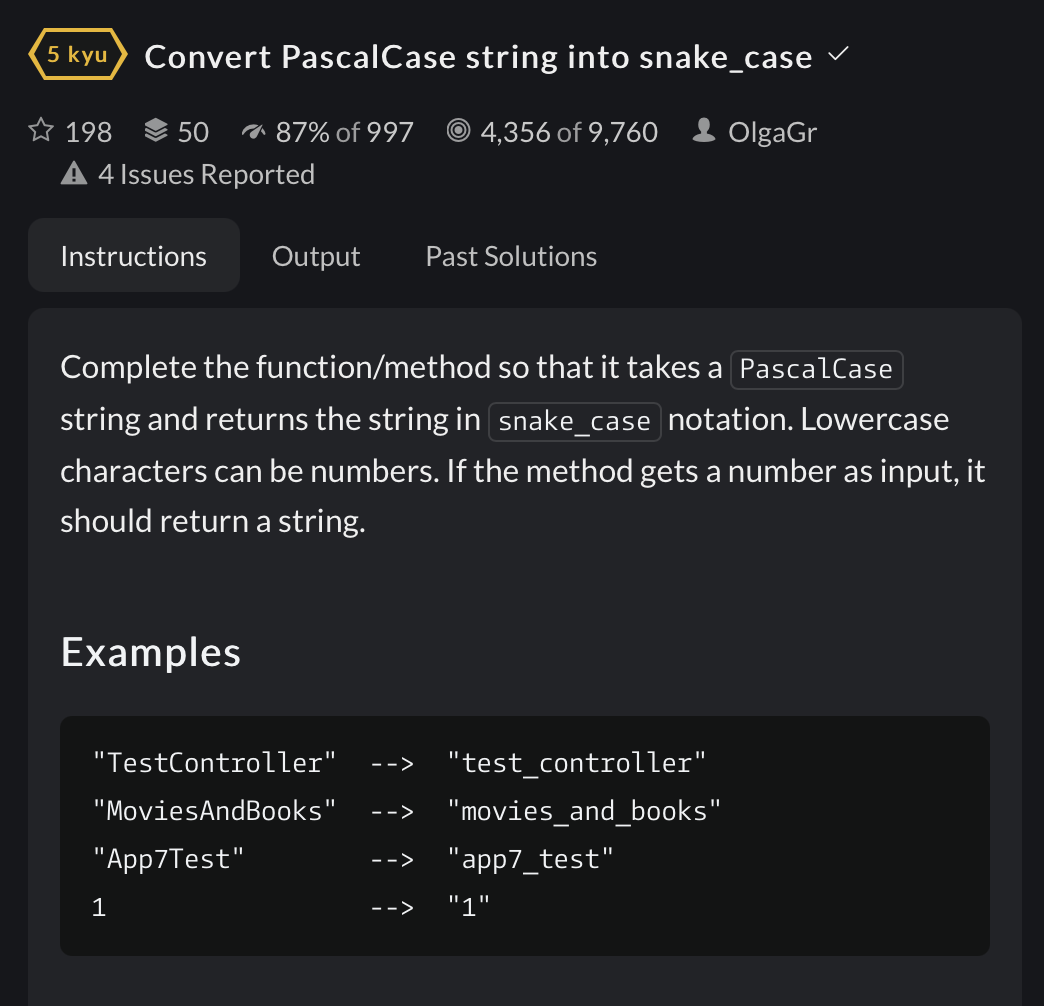 5 kyu Convert PascalCase string into snake_case
198 50 87% of 997 4,356 of 9,760 OlgaGr
4 Issues Reported
Instructions Output Past Solutions
Complete the function/method so that it takes a PascalCase
string and returns the string in snake_case notation. Lowercase
characters can be numbers. If the method gets a number as input, it
should return a string.
Examples
"TestController" --> "test_controller"
"MoviesAndBooks" --> "movies_and_books"
"App7Test" --> "app7_test"
1 --> "1"